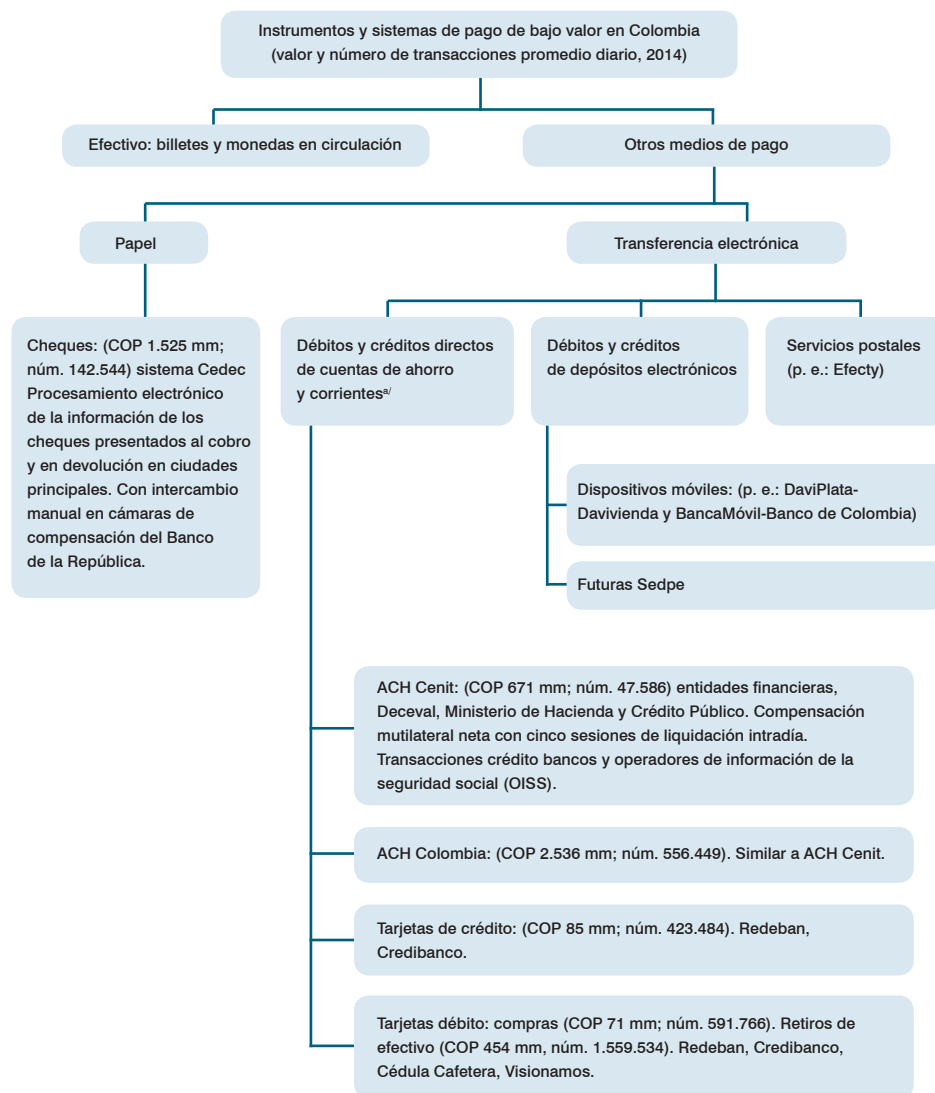 Instrumentos y sistemas de pago de bajo valor en Colombia
(valor y número de transacciones promedio diario, 2014)
Efectivo: billetes y monedas en circulación
Otros medios de pago
Papel
Transferencia electrónica
Cheques: (COP 1.525 mm;
núm. 142.544) sistema Cedec
Procesamiento electrónico
de la información de los
cheques presentados al cobro
y en devolución en ciudades
principales. Con intercambio
manual en cámaras de
compensación del Banco
de la República.
Débitos y créditos directos
de cuentas de ahorro
y corrientesa/
Débitos y créditos
de depósitos electrónicos
Servicios postales
(p. e.: Efecty)
Dispositivos móviles: (p. e.: DaviPlata-
Davivienda y BancaMóvil-Banco de Colombia)
Futuras Sedpe
ACH Cenit: (COP 671 mm; núm. 47.586) entidades financieras,
Deceval, Ministerio de Hacienda y Crédito Público. Compensación
mutilateral neta con cinco sesiones de liquidación intradía.
Transacciones crédito bancos y operadores de información de la
seguridad social (OISS).
ACH Colombia: (COP 2.536 mm; núm. 556.449). Similar a ACH Cenit.
Tarjetas de crédito: (COP 85 mm; núm. 423.484). Redeban,
Credibanco.
Tarjetas débito: compras (COP 71 mm; núm. 591.766). Retiros de
efectivo (COP 454 mm, núm. 1.559.534). Redeban, Credibanco,
Cédula Cafetera, Visionamos.